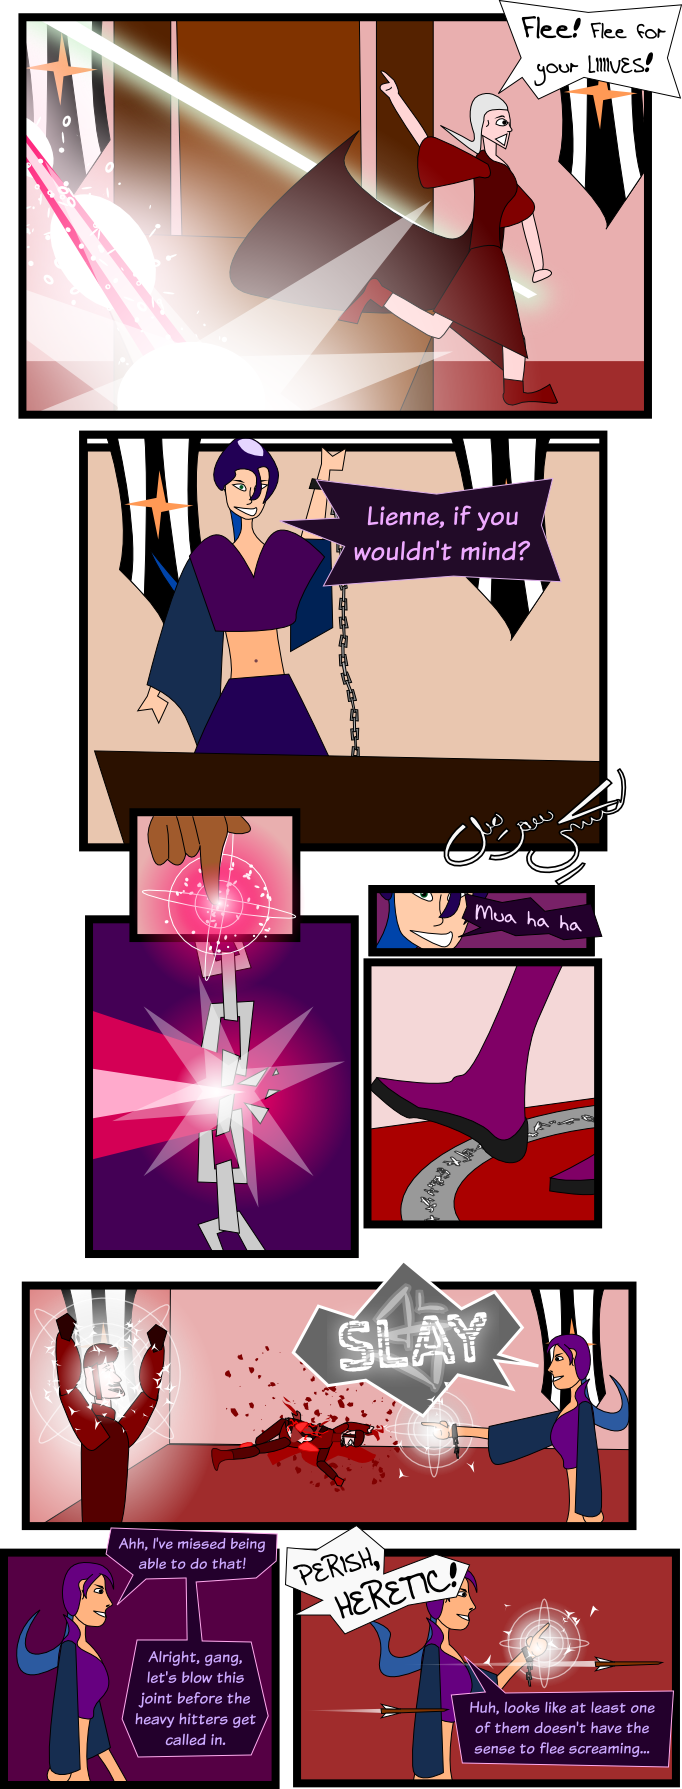 Flee! Flee for
your LIIIIVES!
Lienne, if you
wouldn't mind?
Mua ha ha
SLAY
Ahh, I've missed being
able to do that!
Alright, gang,
let's blow this
joint before the
heavy hitters get
called in.
PERISH,
HERETIC!
Huh, looks like at least one
of them doesn't have the
sense to flee screaming...